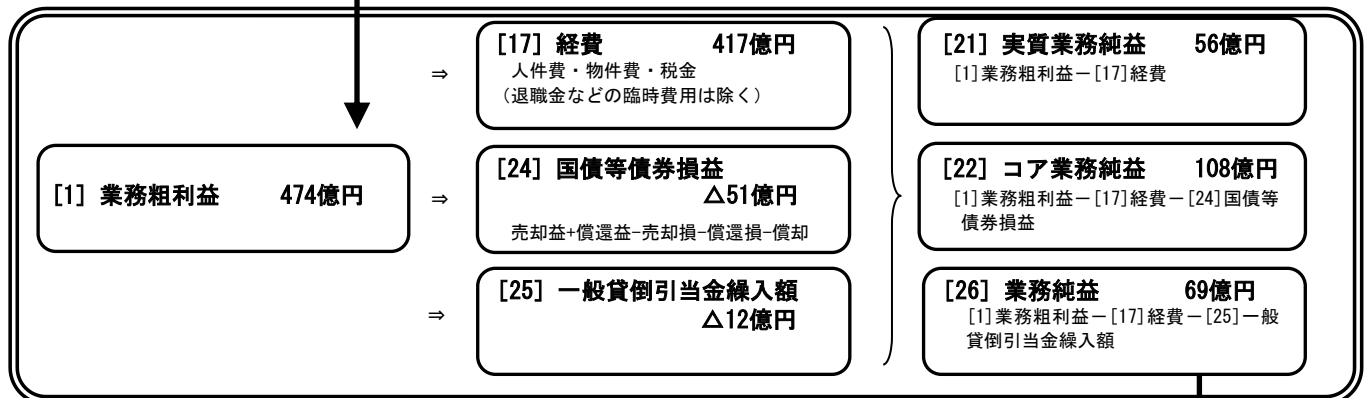 [1] 業務粗利益 474億円
⇒
[17] 経費 417億円
人件費・物件費・税金
(退職金などの臨時費用は除く)
⇒
[24] 国債等債券損益
△51億円
売却益+償還益-売却損-償還損-償却
⇒
[25] 一般貸倒引当金繰入額
△12億円
[21] 実質業務純益 56億円
[1]業務粗利益－[17]経費
[22] コア業務純益 108億円
[1]業務粗利益－[17]経費－[24]国債等
債券損益
[26] 業務純益 69億円
[1]業務粗利益－[17]経費－[25]一般
貸倒引当金繰入額